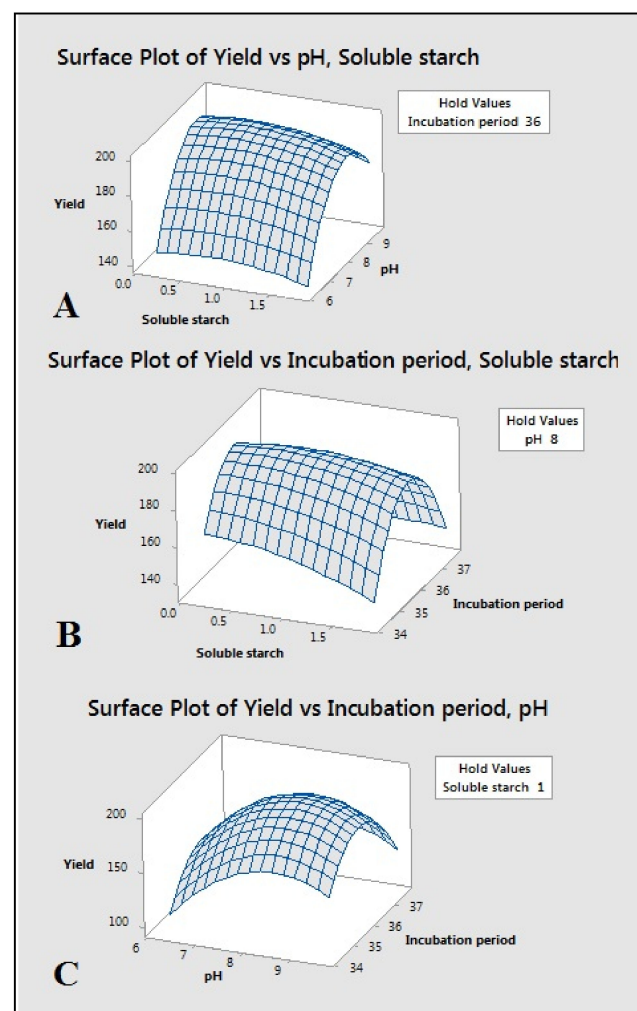 Surface Plot of Yield vs pH, Soluble starch
Hold Values
Incubation period 36
200
180
Yield
160
140
0.0
0.5
1.0
1.5
6
7
8
9
pH
Soluble starch
A
Surface Plot of Yield vs Incubation period, Soluble starch
Hold Values
pH 8
200
180
Yield
160
140
0.0
0.5
1.0
1.5
34
35
36
37
Incubation period
Soluble starch
B
Surface Plot of Yield vs Incubation period, pH
Hold Values
Soluble starch 1
200
Yield
150
100
6
7
8
9
34
35
36
37
Incubation period
pH
C